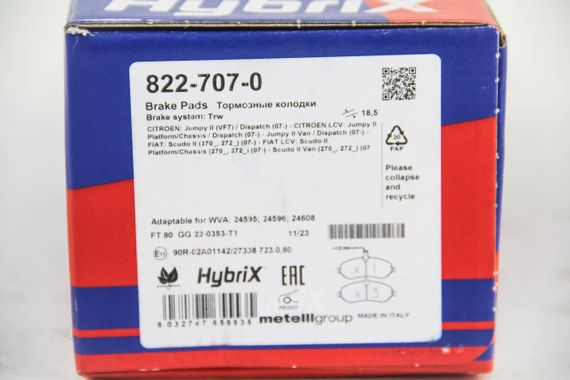 HybriX
822-707-0
Brake Pads Тормозные колодки
Brake system: Trw
18,5
CITROEN: Jumpy II (VF7) / Dispatch (07-) - CITROEN LCV: Jumpy II
Platform/Chassis / Dispatch (07-) - Jumpy II Van / Dispatch (07-) -
FIAT: Scudo II (270_, 272_) (07-) - FIAT LCV: Scudo II
Platform/Chassis (270_, 272_) (07-) - Scudo II Van (270_, 272_) (07
20
PAP
Please
collapse
and
recycle
Adaptable for WVA: 24595; 24596; 24608
FT 80 GG 22-0353-T1 11/23
E11 90R-02A01142/27338 723.0.80
HybriX EAC
x 1
x 3
FRONT
8 032747 655535
metelligroup MADE IN ITALY